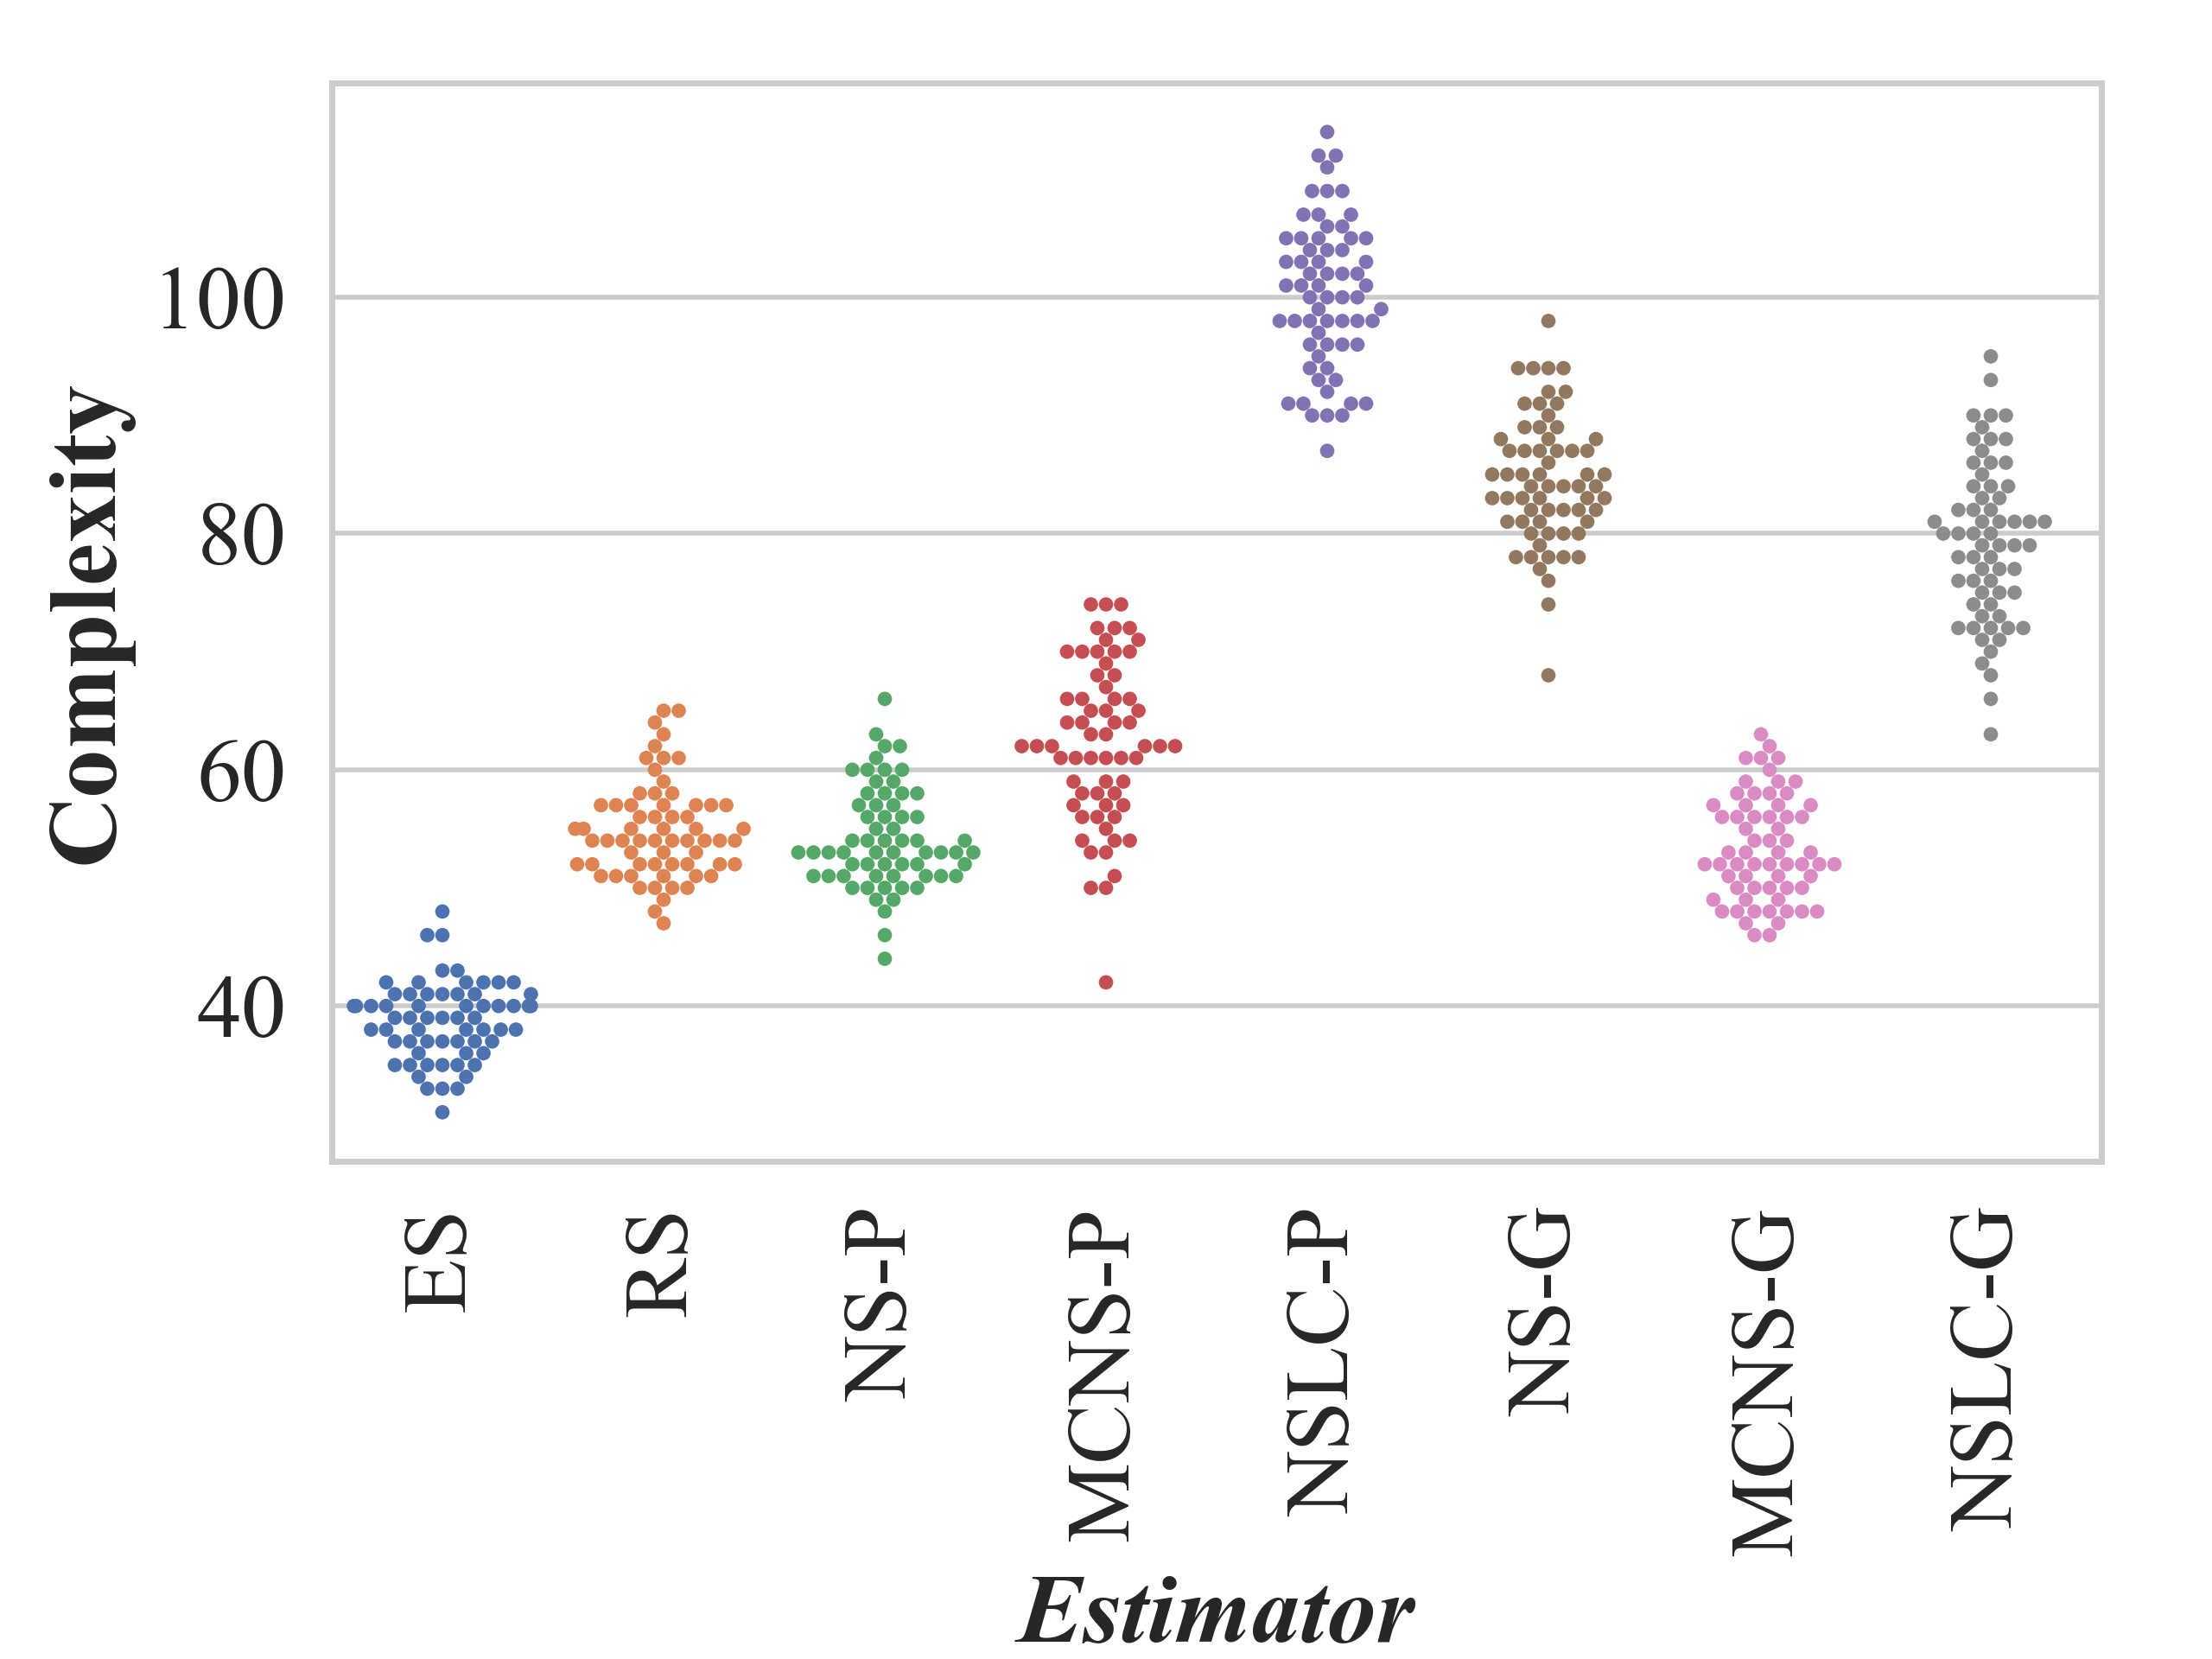 Complexity
100
80
60
40
ES
RS
NS-P
MCNS-P
NSLC-P
NS-G
MCNS-G
NSLC-G
Estimator